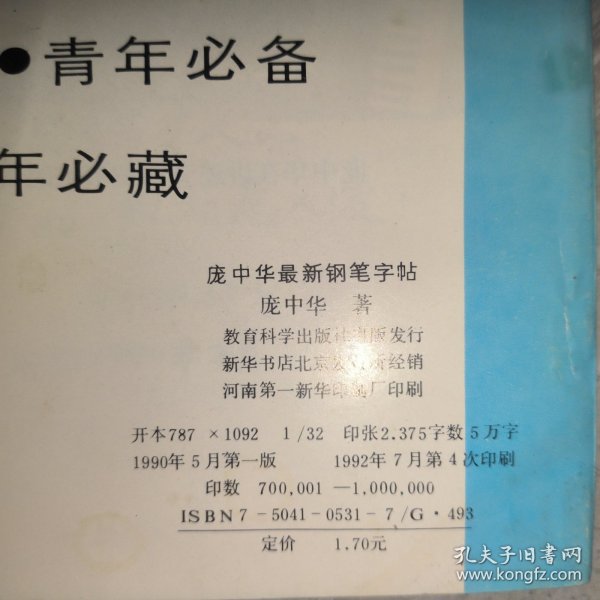 ●青年必备
年必藏
庞中华最新钢笔字帖
庞中华 著
教育科学出版社出版发行
新华书店北京发行所经销
河南第一新华印刷厂印刷
开本787 × 1092 1/32 印张2.375字数5万字
1990年5月第一版 1992年7月第4次印刷
印数 700,001—1,000,000
ISBN7-5041-0531-7/G·493
定价 1.70元
孔夫子旧书网
www.kongfz.com